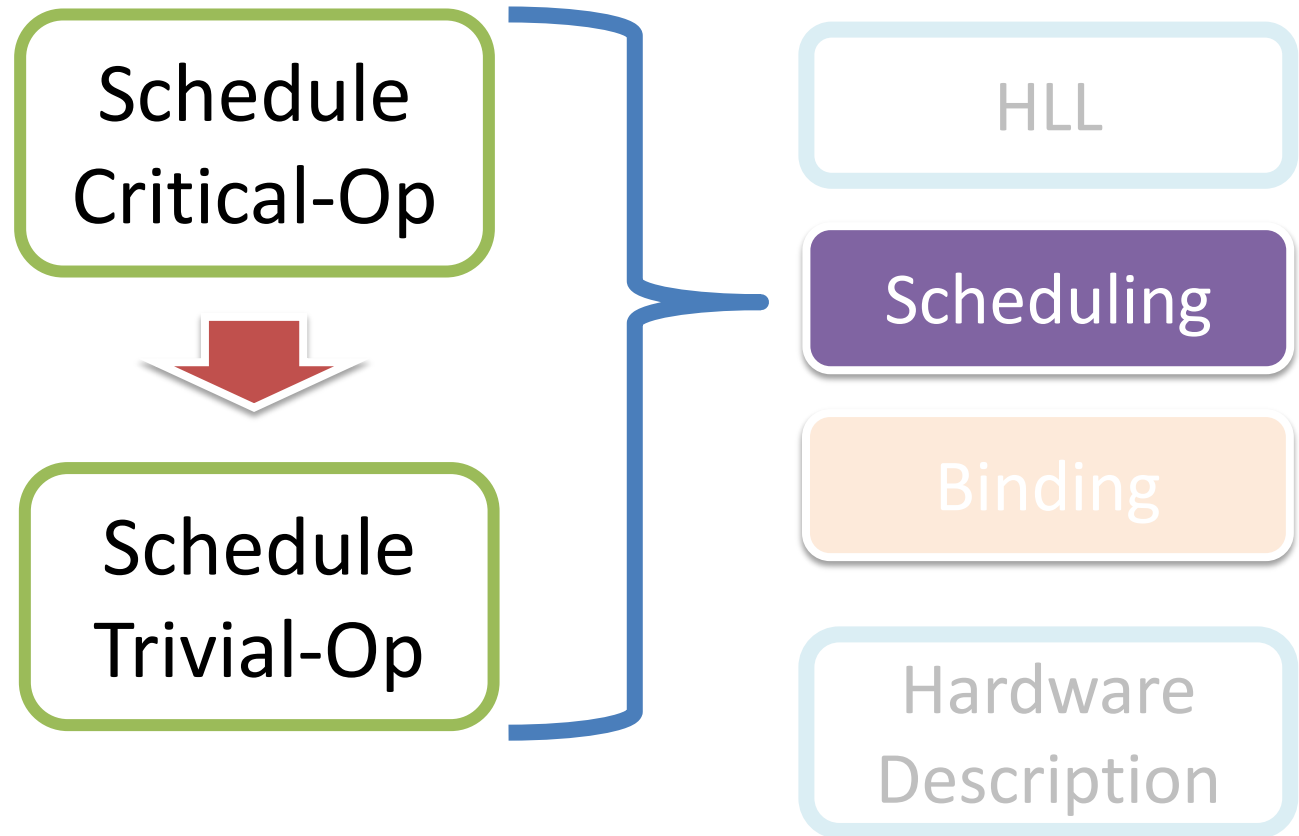 Schedule
Critical-Op
Schedule
Trivial-Op
HLL
Scheduling
Binding
Hardware
Description